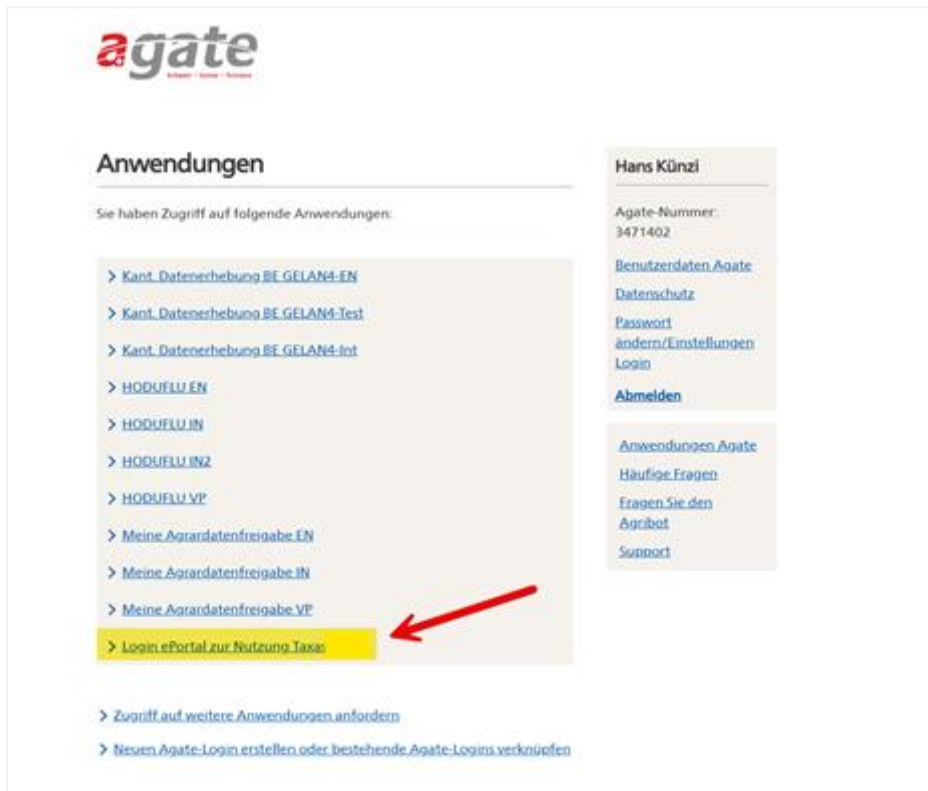 agate
Anwendungen
Sie haben Zugriff auf folgende Anwendungen:
Kant. Datenerhebung BE GELAN4-EN
Kant. Datenerhebung BE GELAN4-Test
Kant. Datenerhebung BE GELAN4-Int
HODUFLU EN
HODUFLU IN
HODUFLU IN2
HODUFLU VP
Meine Agrardatenfreigabe EN
Meine Agrardatenfreigabe IN
Meine Agrardatenfreigabe VP
Login ePortal zur Nutzung Taxas
Zugriff auf weitere Anwendungen anfordern
Neuen Agate-Login erstellen oder bestehende Agate-Logins verknüpfen
Hans Künzi
Agate-Nummer:
3471402
Benutzerdaten Agate
Datenschutz
Passwort
ändern/Einstellungen
Login
Abmelden
Anwendungen Agate
Häufige Fragen
Fragen Sie den
Agribot
Support